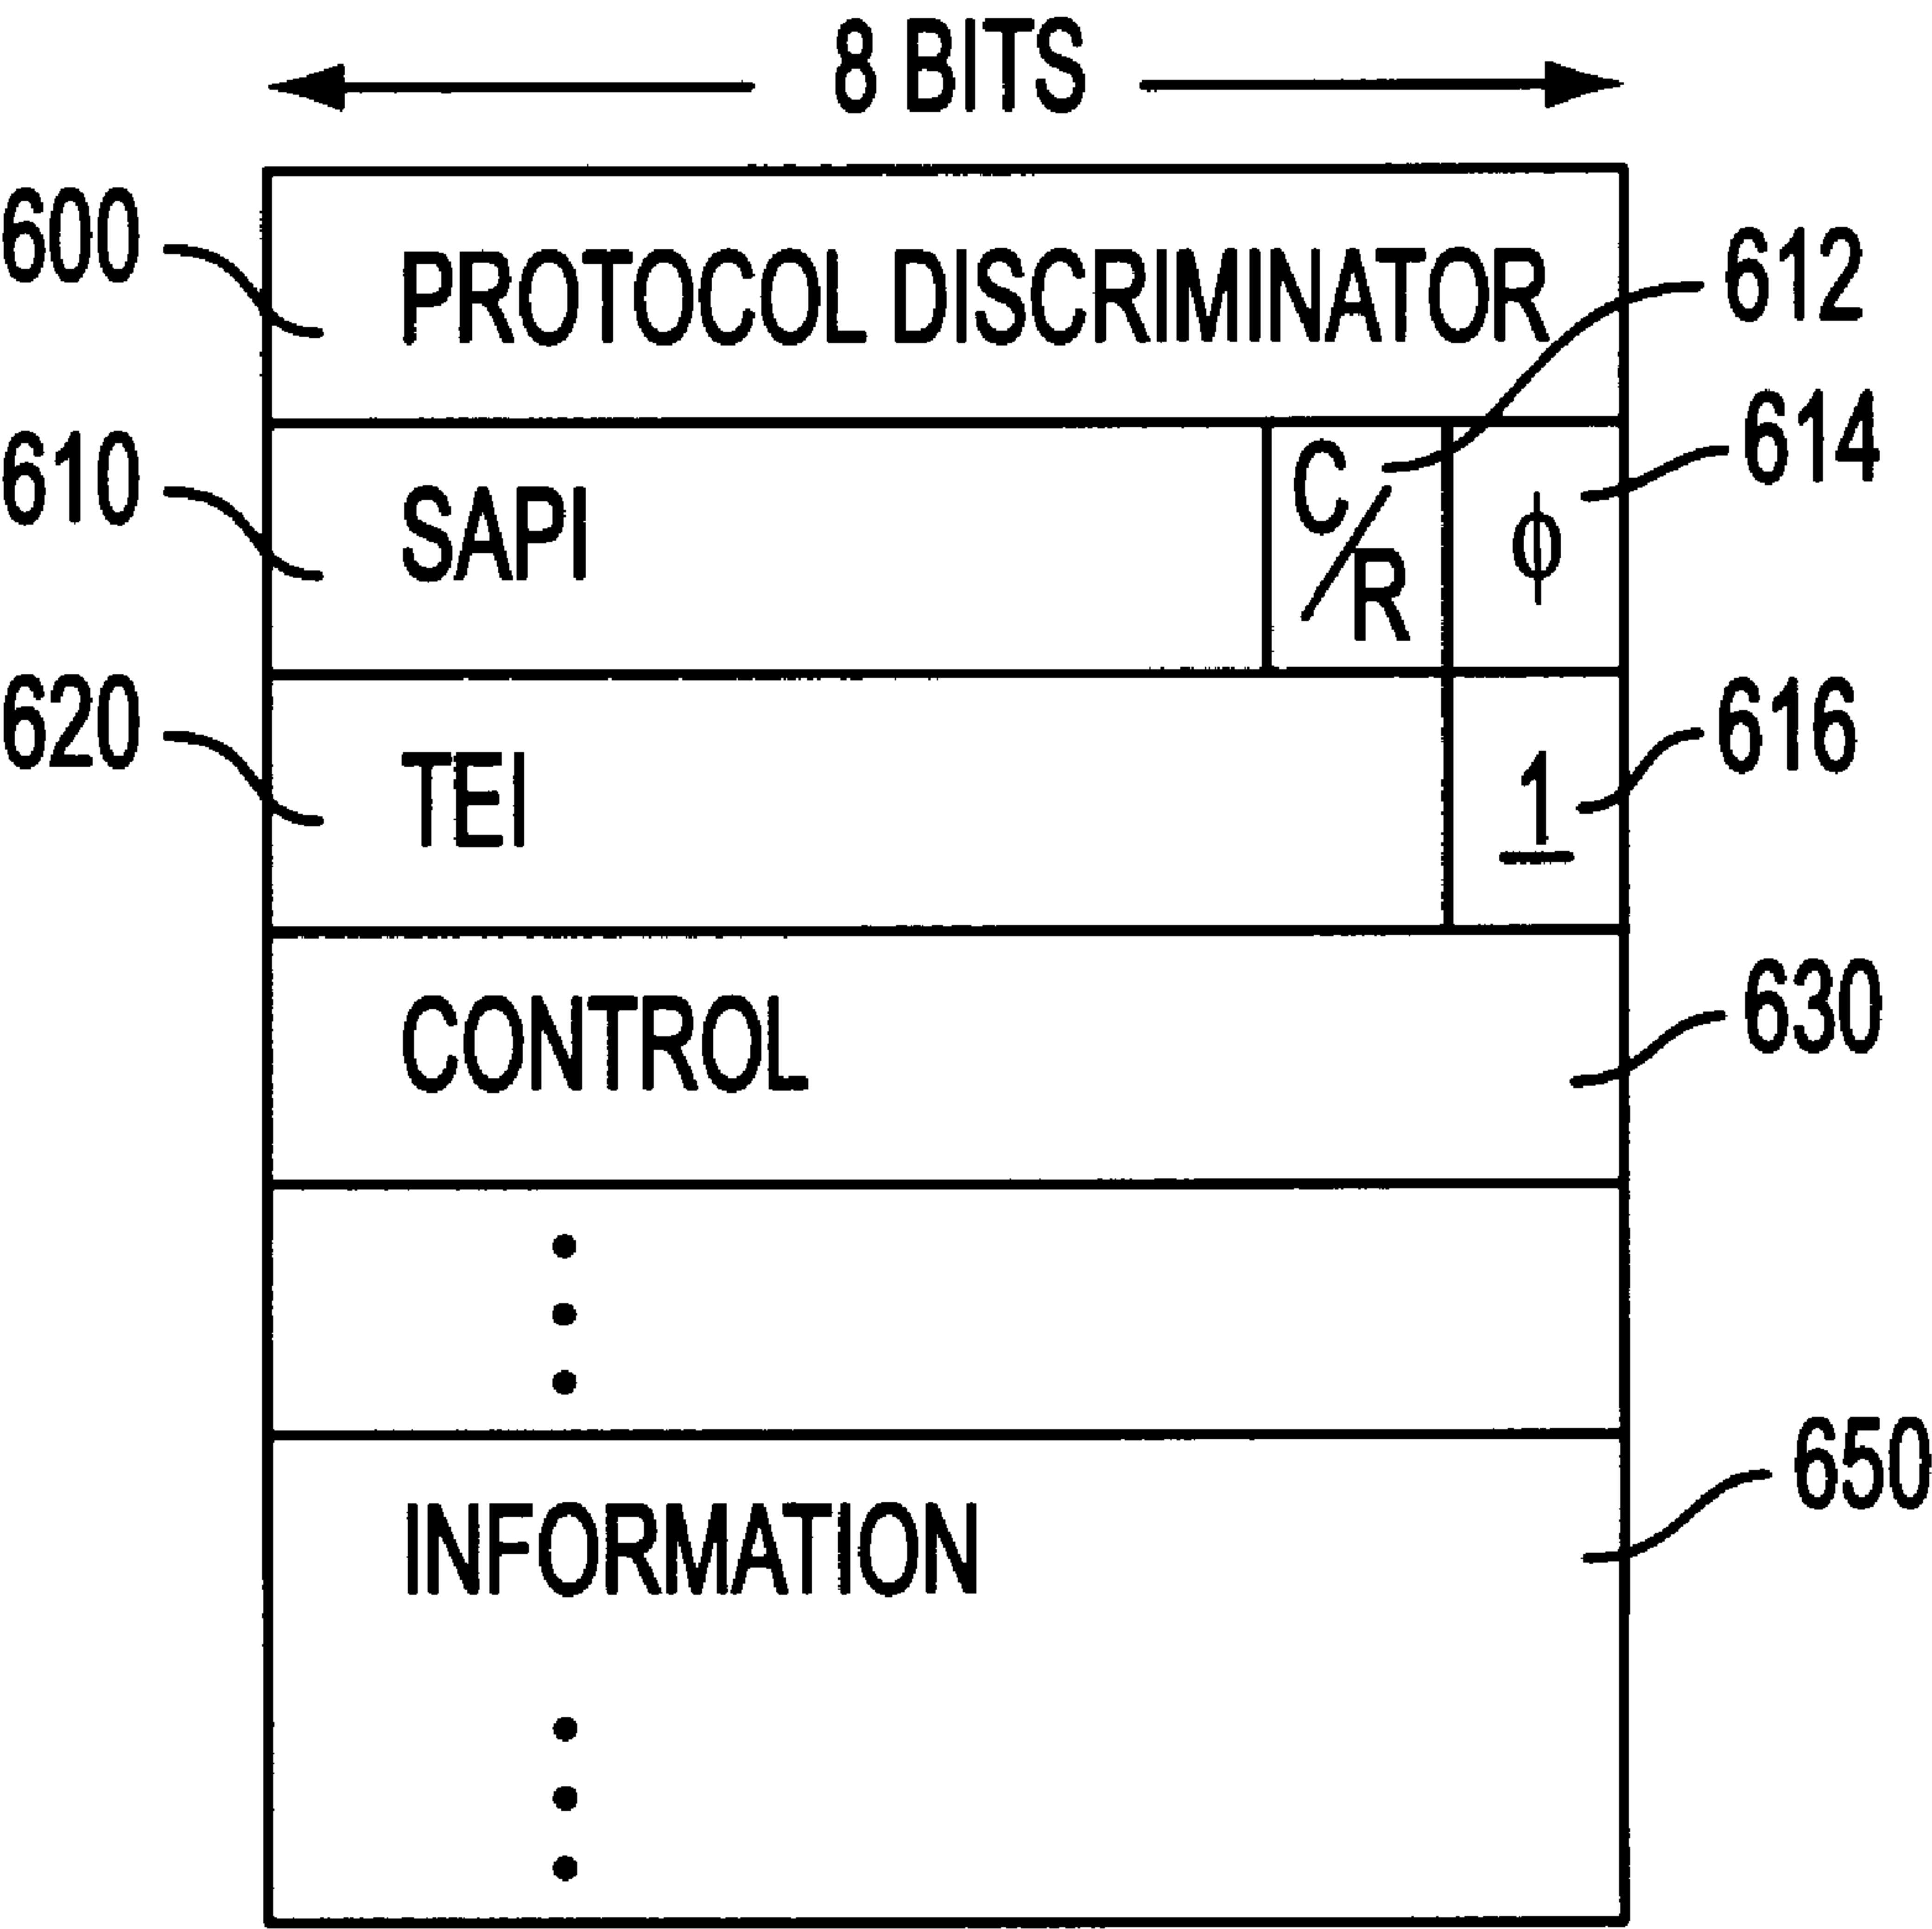 8 BITS
600
PROTOCOL DISCRIMINATOR
612
610
SAPI
C/R
ϕ
614
620
TEI
1
616
CONTROL
630
INFORMATION
650